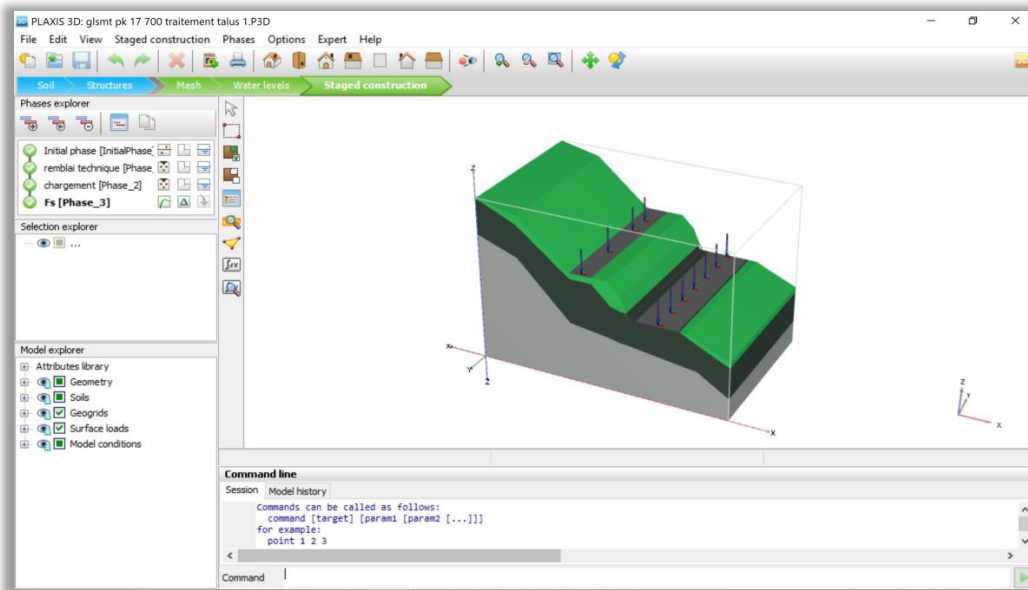 PLAXIS 3D: glsmt pk 17 700 traitement talus 1.P3D
File Edit View Staged construction Phases Options Expert Help
Soil Structures Mesh Water levels Staged construction
Phases explorer
Initial phase [InitialPhase]
remblai technique [Phase_
chargement [Phase_2]
Fs [Phase_3]
Selection explorer
...
Model explorer
Attributes library
Geometry
Soils
Geogrids
Surface loads
Model conditions
Z
X
Y
Z
X
Z
Y
X
Command line
Session Model history
Commands can be called as follows:
command [target] [param1 [param2 [...]]]
for example:
point 1 2 3
Command